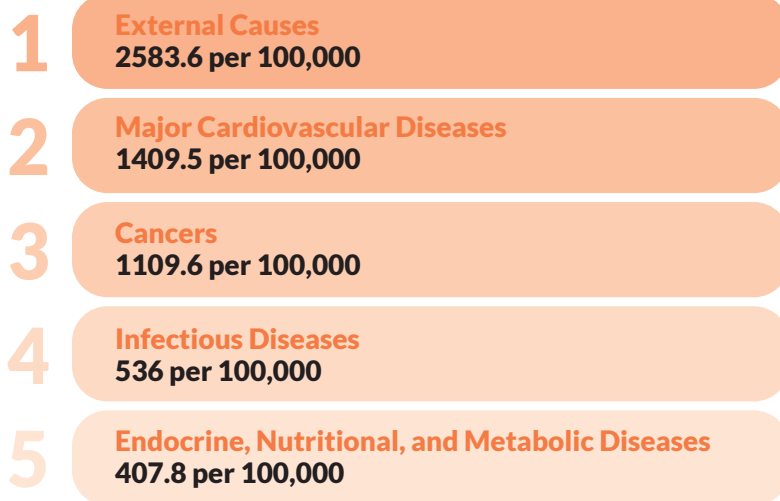 1
External Causes
2583.6 per 100,000
2
Major Cardiovascular Diseases
1409.5 per 100,000
3
Cancers
1109.6 per 100,000
4
Infectious Diseases
536 per 100,000
5
Endocrine, Nutritional, and Metabolic Diseases
407.8 per 100,000